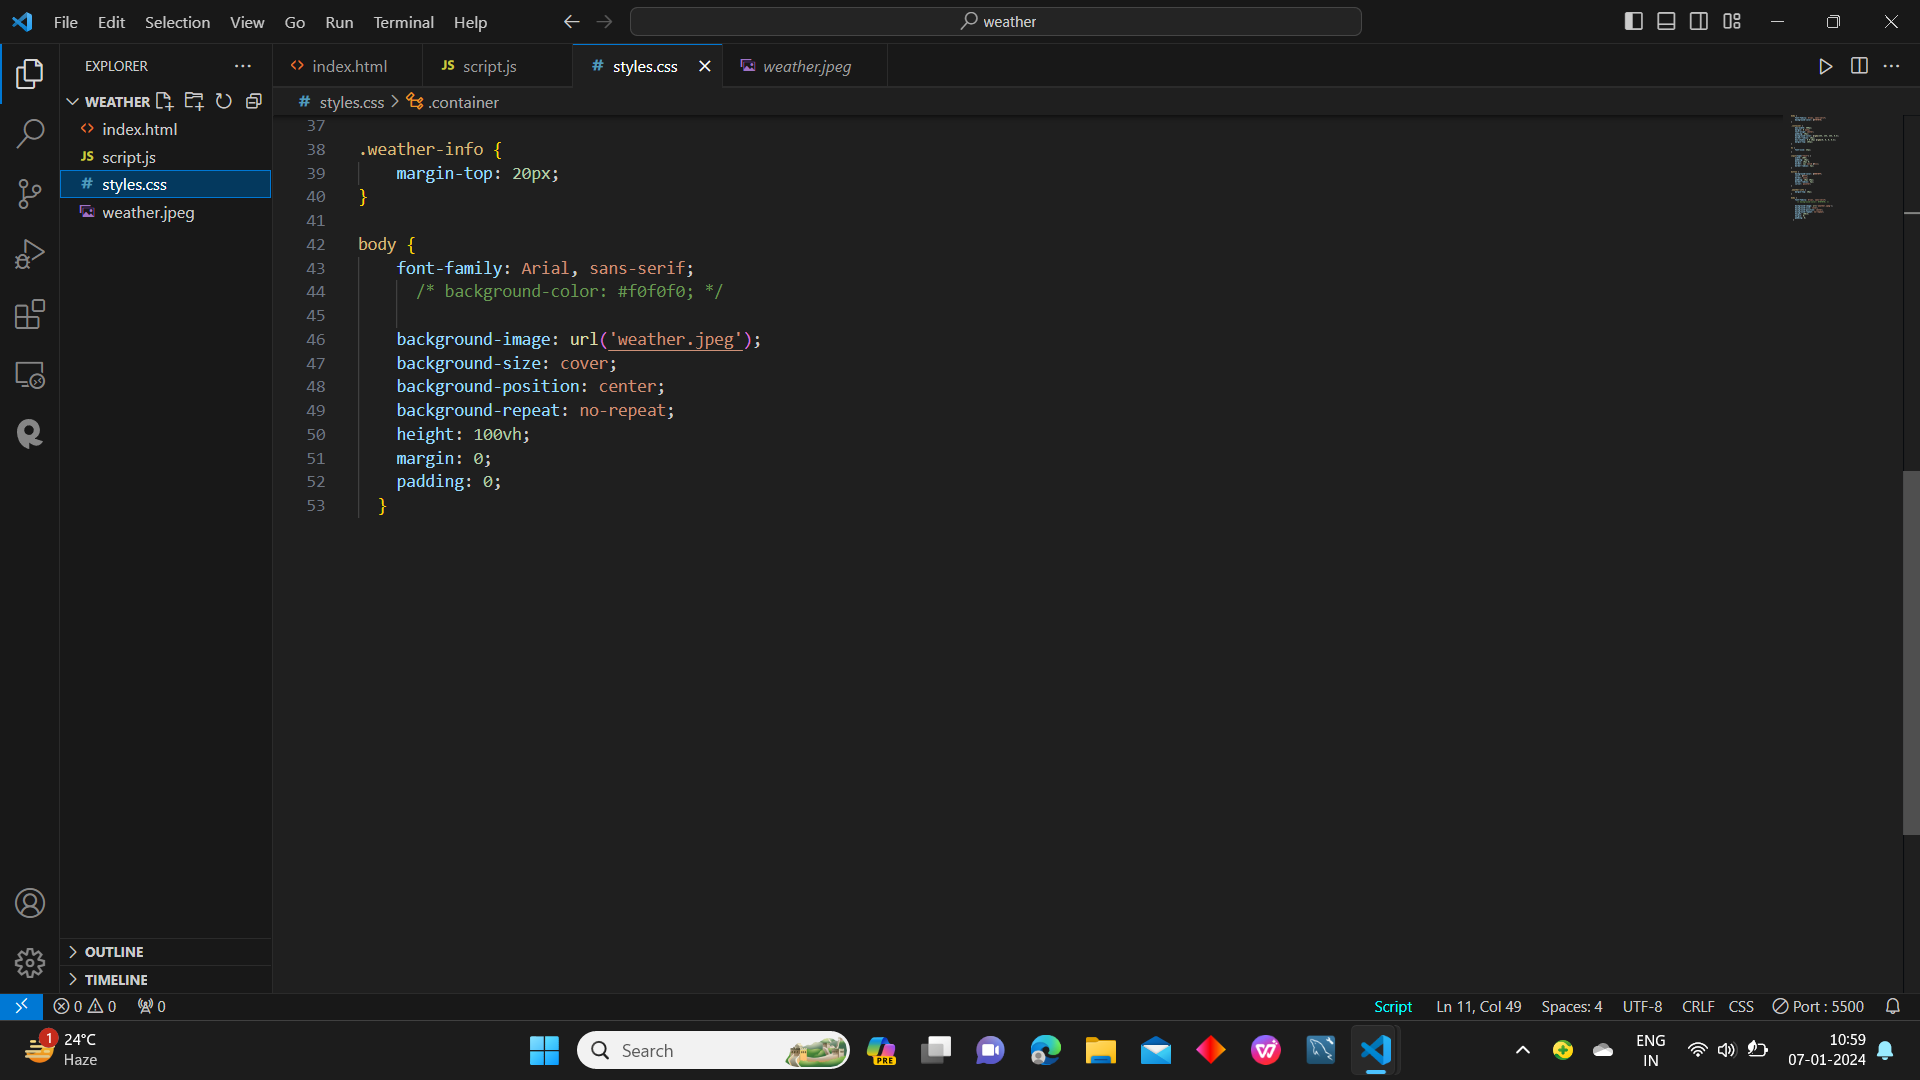 File Edit Selection View Go Run Terminal Help
weather
EXPLORER
WEATHER
index.html
JS script.js
# styles.css
weather.jpeg
OUTLINE
TIMELINE
index.html
JS script.js
# styles.css
weather.jpeg
# styles.css > .container
37
38 .weather-info {
39 margin-top: 20px;
40 }
41
42 body {
43 font-family: Arial, sans-serif;
44 /* background-color: #f0f0f0; */
45
46 background-image: url('weather.jpeg');
47 background-size: cover;
48 background-position: center;
49 background-repeat: no-repeat;
50 height: 100vh;
51 margin: 0;
52 padding: 0;
53 }
0 0 0
Script Ln 11, Col 49 Spaces: 4 UTF-8 CRLF CSS Port : 5500
1
24°C
Haze
Search
PRE
ENG
IN
10:59
07-01-2024